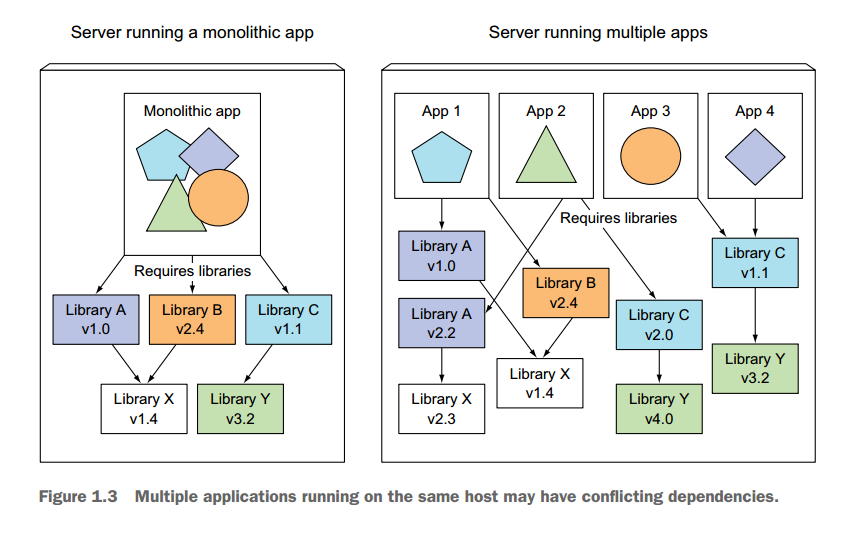 Server running a monolithic app
Server running multiple apps
Monolithic app
Requires libraries
Library A
v1.0
Library B
v2.4
Library C
v1.1
Library X
v1.4
Library Y
v3.2
App 1
App 2
App 3
App 4
Requires libraries
Library A
v1.0
Library B
v2.4
Library C
v1.1
Library A
v2.2
Library C
v2.0
Library X
v1.4
Library Y
v3.2
Library X
v2.3
Library Y
v4.0
Figure 1.3 Multiple applications running on the same host may have conflicting dependencies.